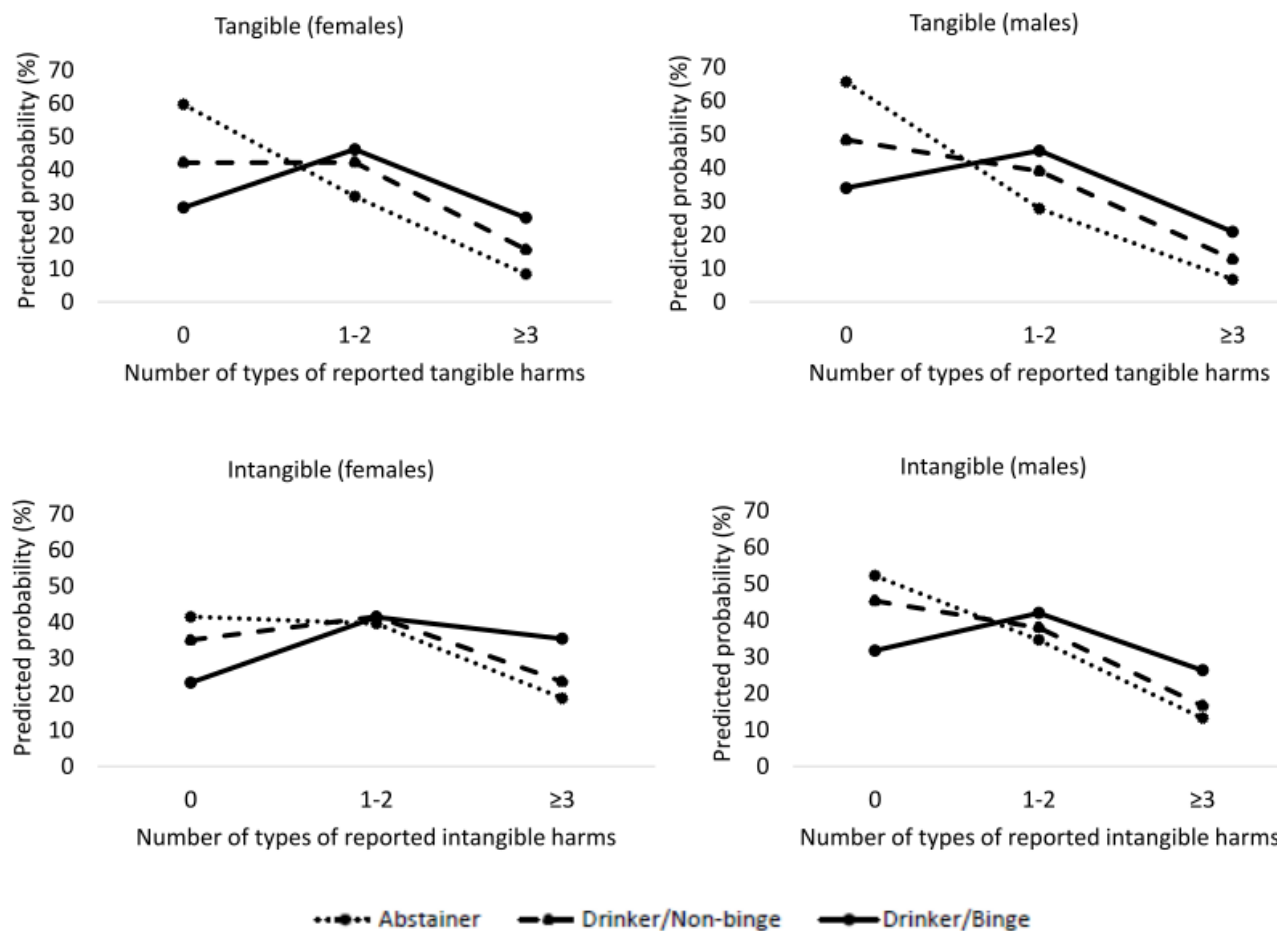 Tangible (females)
Predicted probability (%)
70
60
50
40
30
20
10
0
0 1-2 ≥3
Number of types of reported tangible harms
Tangible (males)
Predicted probability (%)
70
60
50
40
30
20
10
0
0 1-2 ≥3
Number of types of reported tangible harms
Intangible (females)
Predicted probability (%)
70
60
50
40
30
20
10
0
0 1-2 ≥3
Number of types of reported intangible harms
Intangible (males)
Predicted probability (%)
70
60
50
40
30
20
10
0
0 1-2 ≥3
Number of types of reported intangible harms
Abstainer Drinker/Non-binge Drinker/Binge